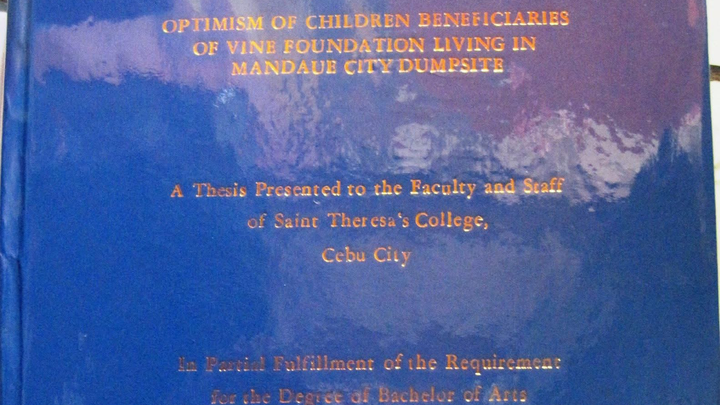 OPTIMISM OF CHILDREN BENEFICIARIES
OF VINE FOUNDATION LIVING IN
MANDAUE CITY DUMPSITE
A Thesis Presented to the Faculty and Staff
of Saint Theresa's College,
Cebu City
In Partial Fulfillment of the Requirement
for the Degree of Bachelor of Arts